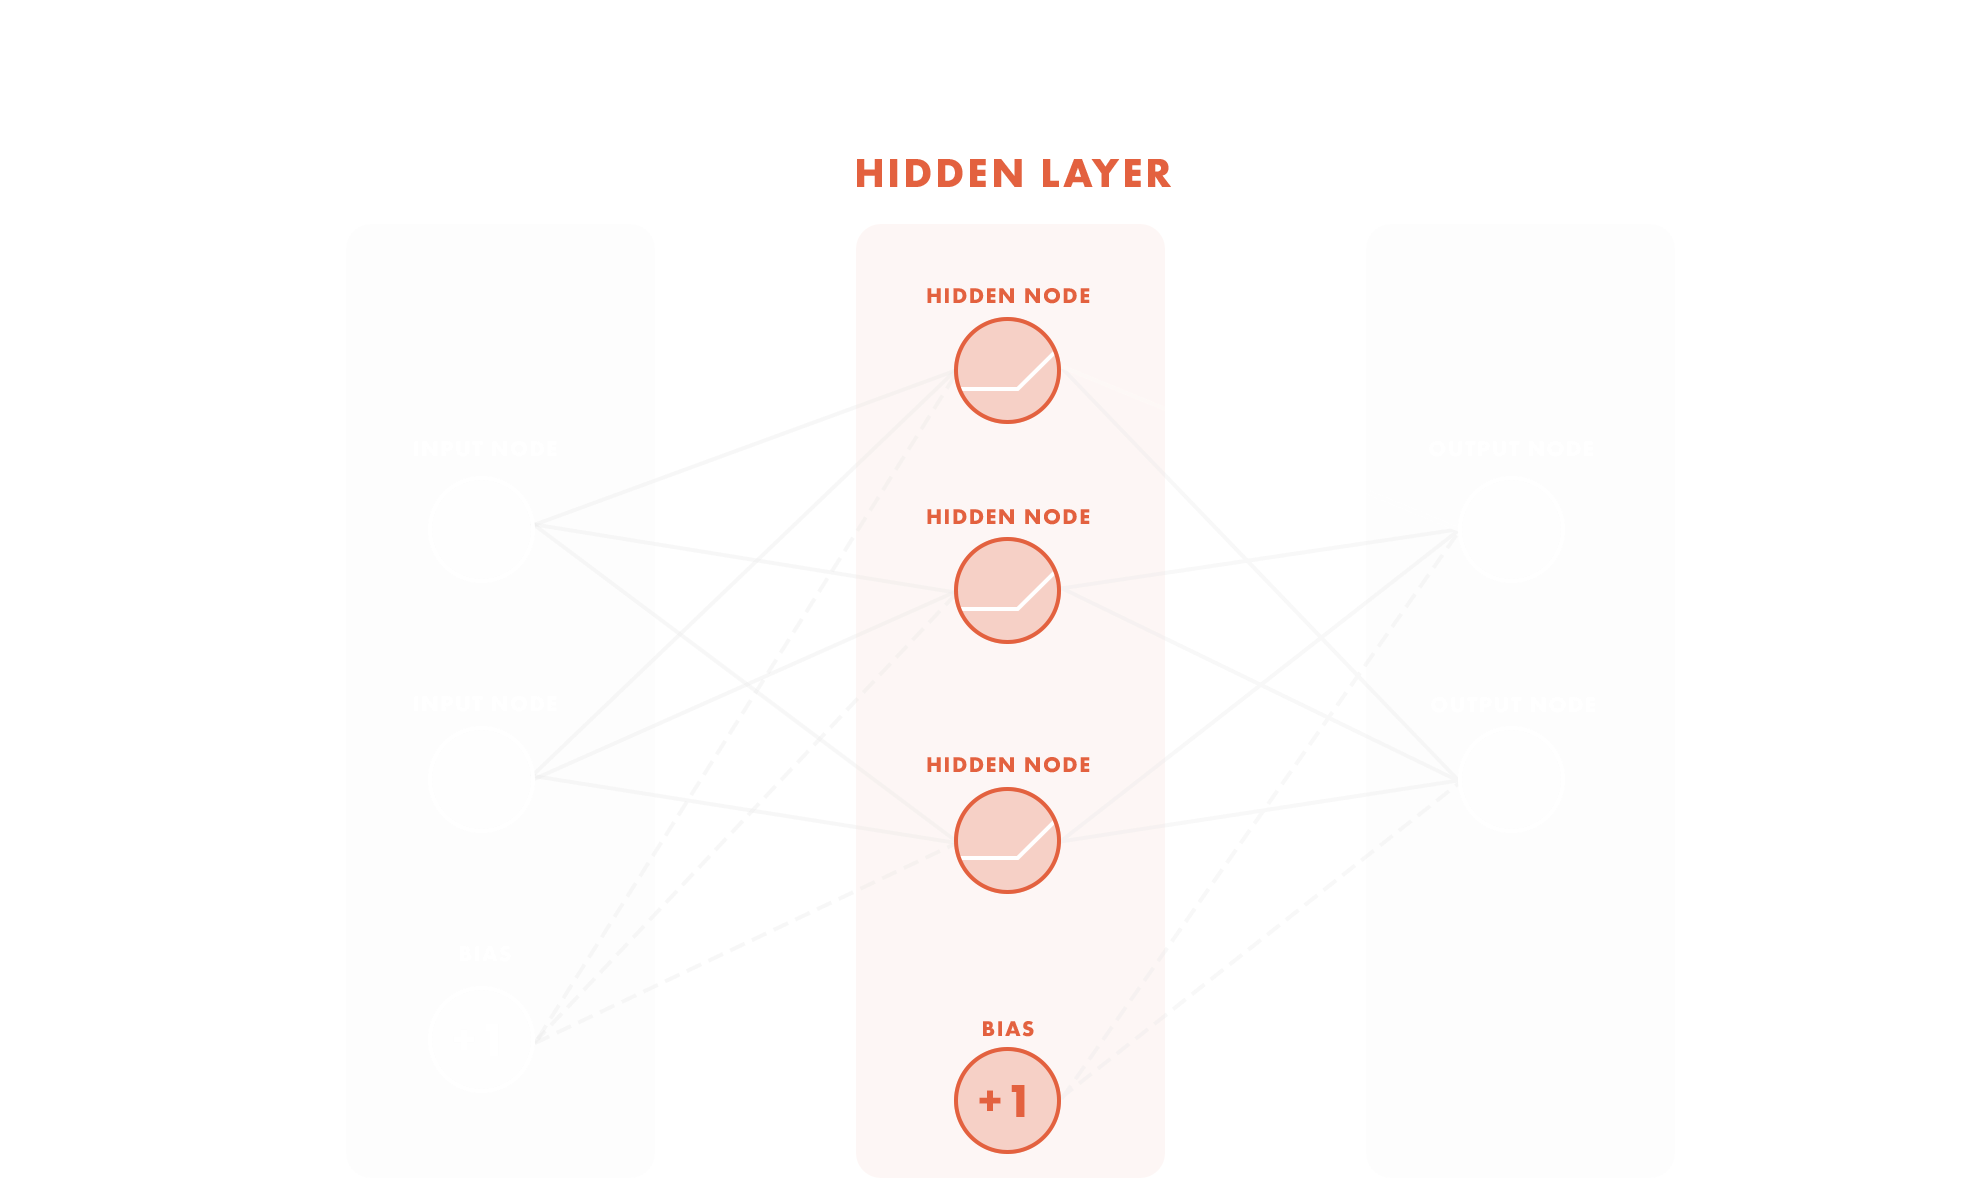 HIDDEN LAYER
HIDDEN NODE
HIDDEN NODE
HIDDEN NODE
BIAS
+1
INPUT NODE
INPUT NODE
BIAS
OUTPUT NODE
OUTPUT NODE